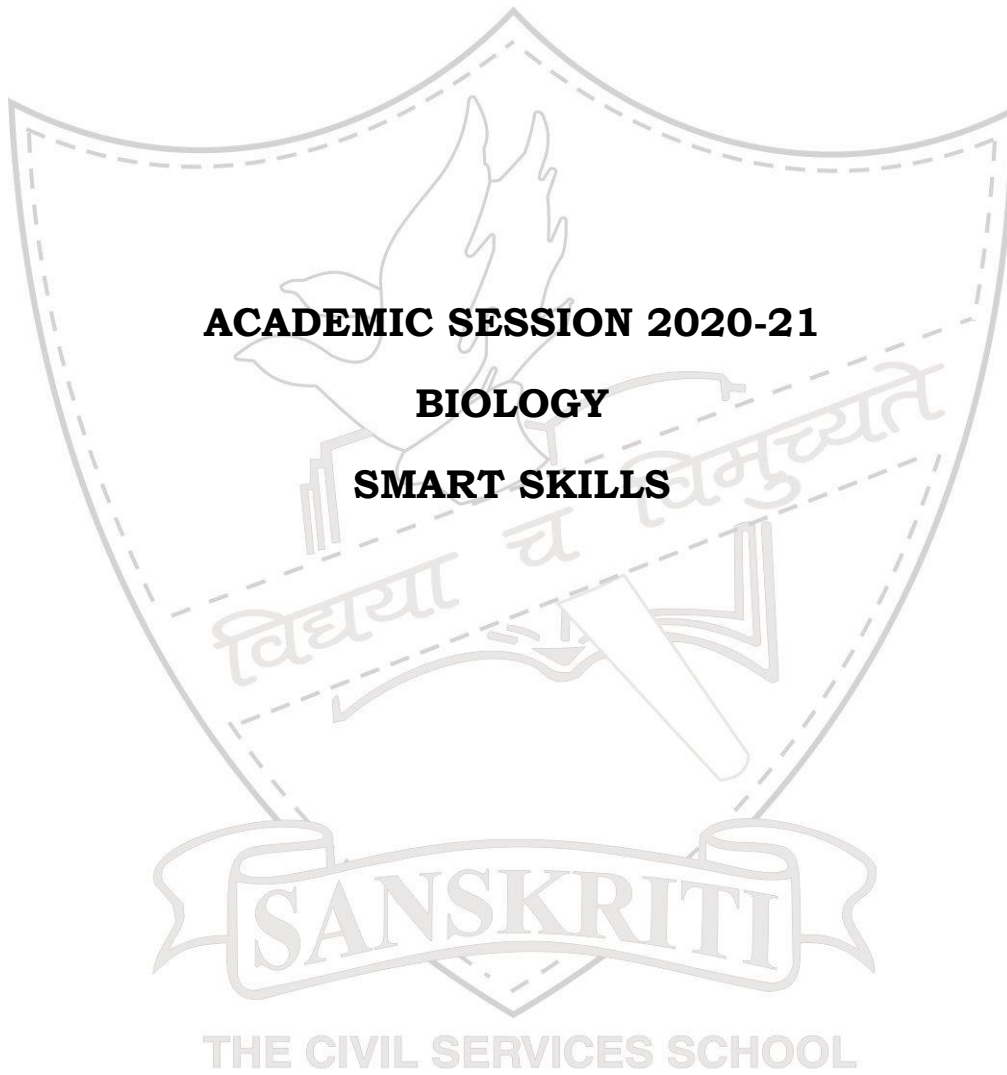 ACADEMIC SESSION 2020-21
BIOLOGY
SMART SKILLS
विद्यया च विमुच्यते
SANSKRITI
THE CIVIL SERVICES SCHOOL